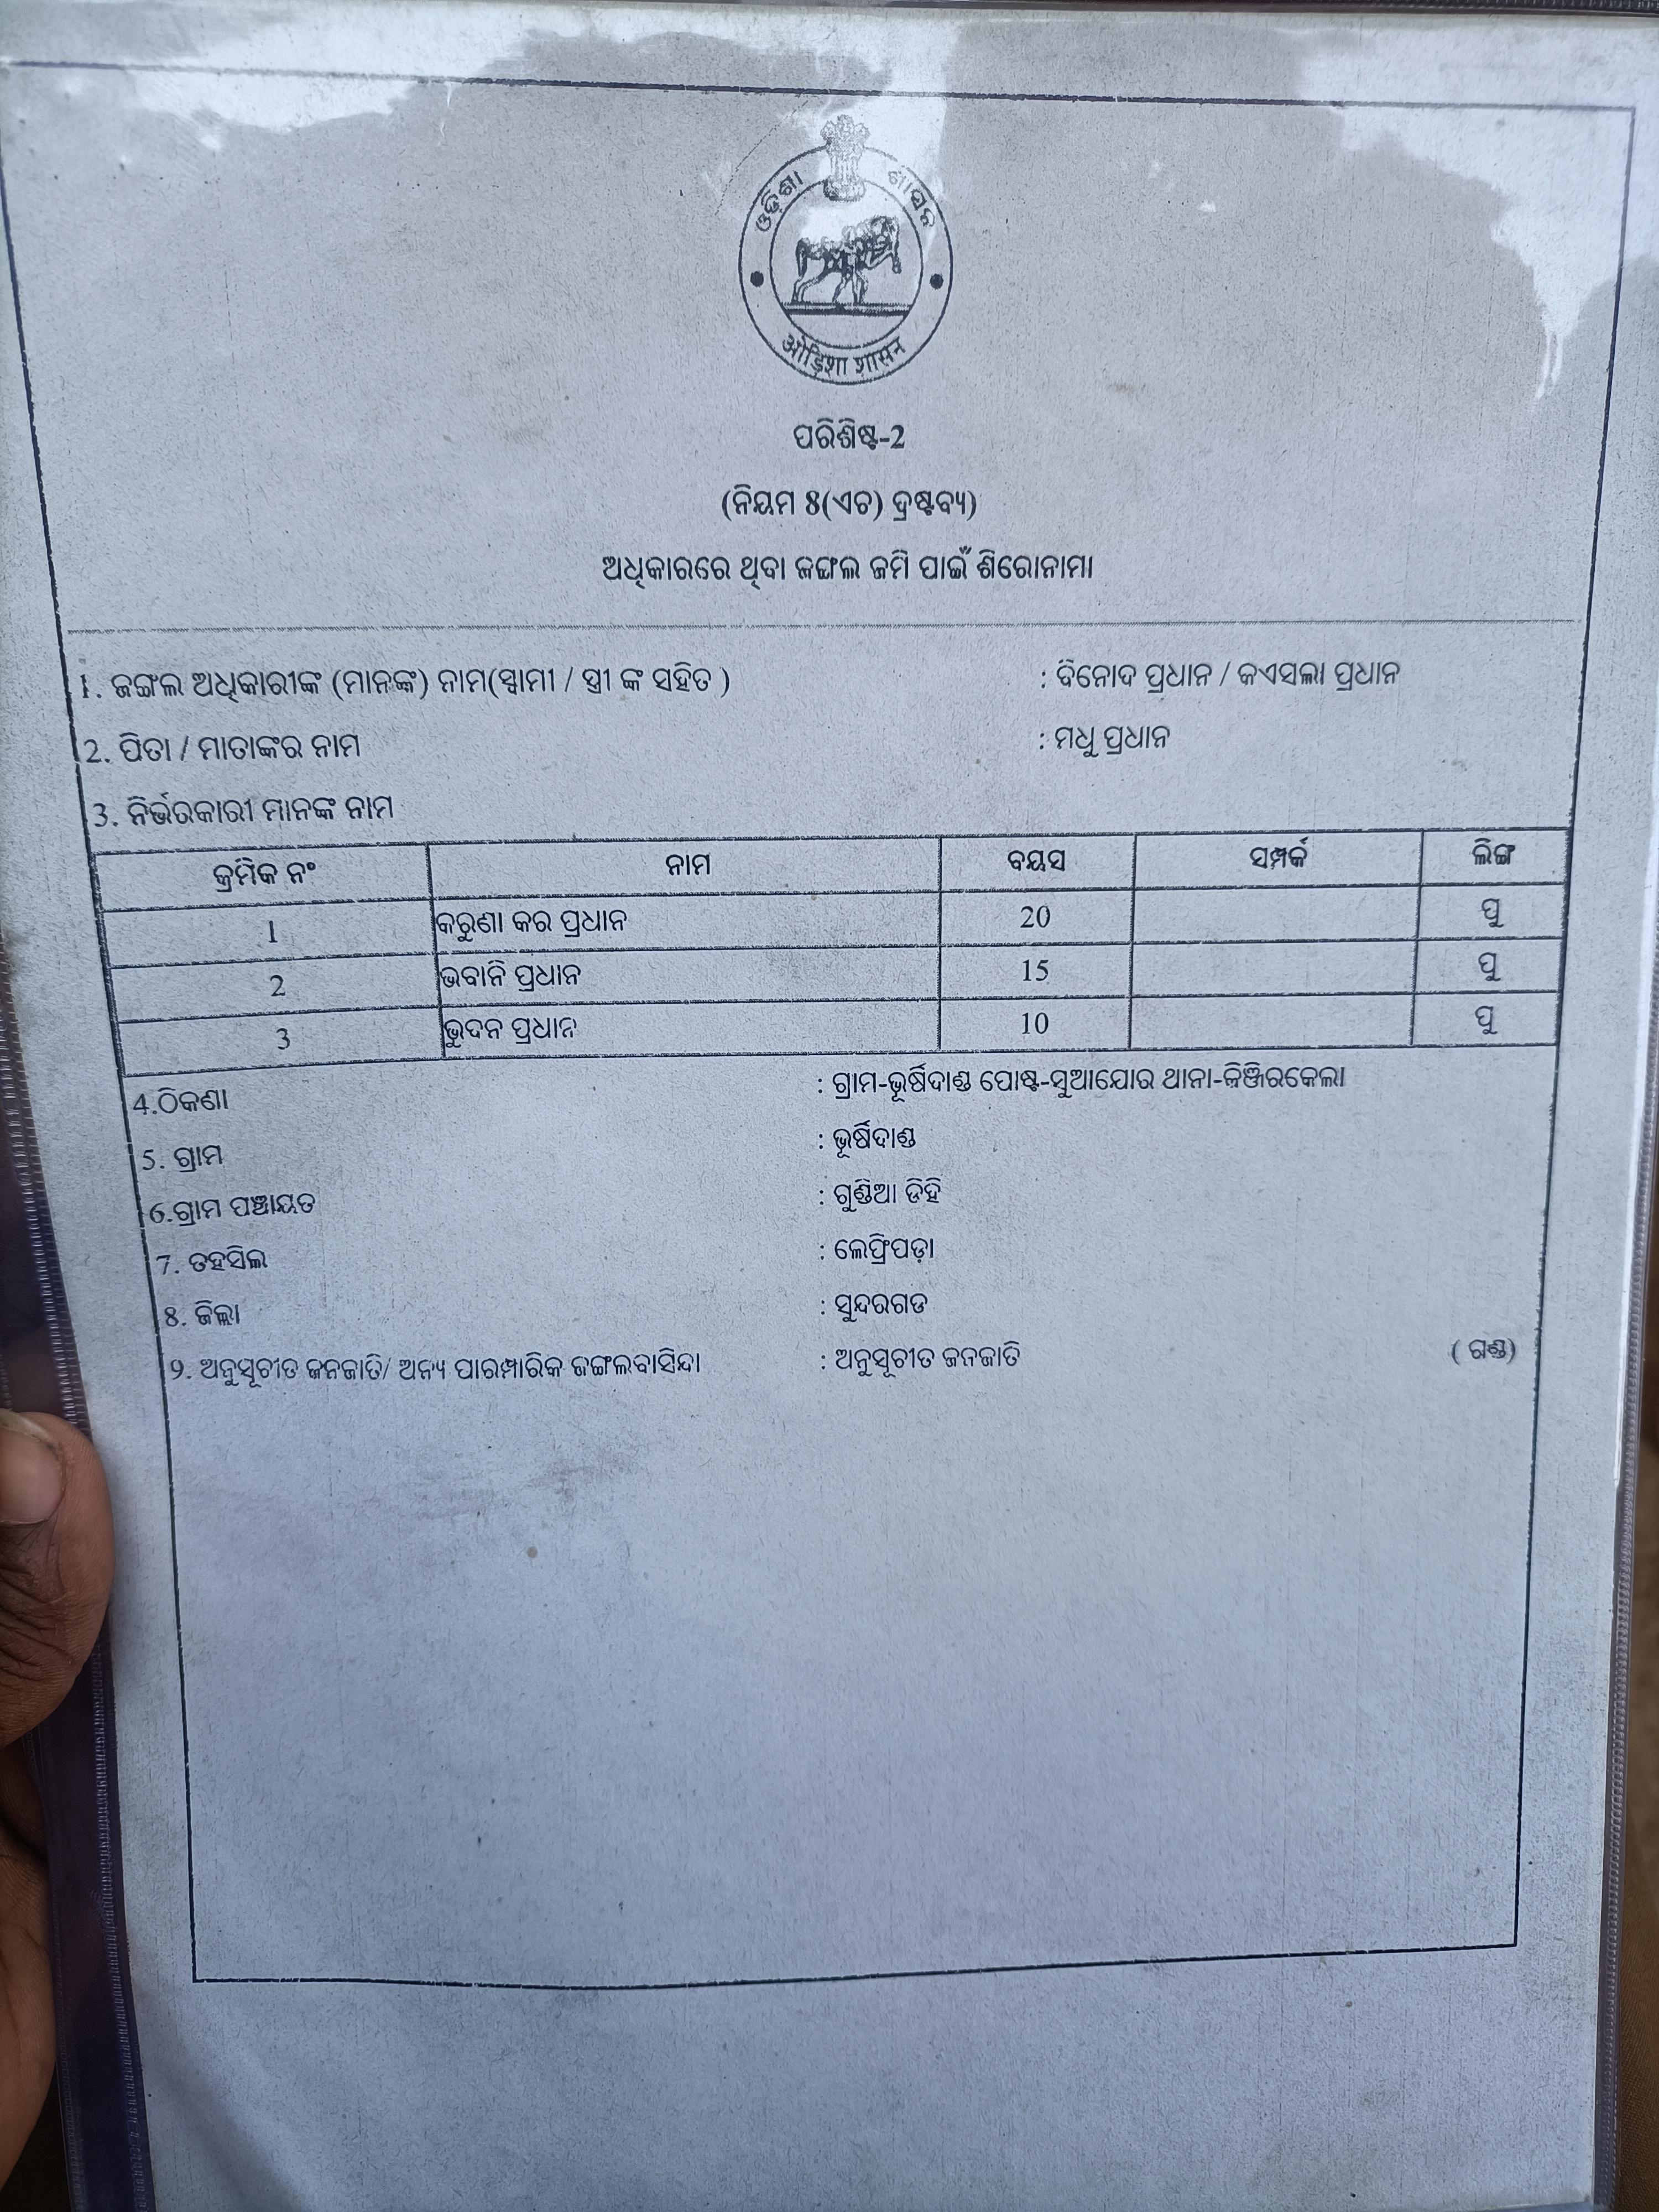 ଓଡ଼ିଶା ଶାସନ
ओड़िशा शासन
ପରିଶିଷ୍ଟ-2
(ନିୟମ 8(ଏଚ) ଦ୍ରଷ୍ଟବ୍ୟ)
ଅଧିକାରରେ ଥିବା ଜଙ୍ଗଲ ଜମି ପାଇଁ ଶିରୋନାମା
1. ଜଙ୍ଗଲ ଅଧିକାରୀଙ୍କ (ମାନଙ୍କ) ନାମ(ସ୍ୱାମୀ / ସ୍ତ୍ରୀ ଙ୍କ ସହିତ ) : ବିନୋଦ ପ୍ରଧାନ / କଏସଲା ପ୍ରଧାନ
2. ପିତା / ମାତାଙ୍କର ନାମ : ମଧୁ ପ୍ରଧାନ
3. ନିର୍ଭରକାରୀ ମାନଙ୍କ ନାମ
କ୍ରମିକ ନଂ ନାମ ବୟସ ସମ୍ପର୍କ ଲିଙ୍ଗ
1 କରୁଣା କର ପ୍ରଧାନ 20 ପୁ
2 ଭବାନି ପ୍ରଧାନ 15 ପୁ
3 ଭୁଦନ ପ୍ରଧାନ 10 ପୁ
4.ଠିକଣା : ଗ୍ରାମ-ଭୂର୍ଷିଦାଣ୍ଡ ପୋଷ୍ଟ-ସୁଆଯୋର ଥାନା-କିଞ୍ଜିରକେଲା
5. ଗ୍ରାମ : ଭୂର୍ଷିଦାଣ୍ଡ
6.ଗ୍ରାମ ପଞ୍ଚାୟତ : ଗୁଣ୍ଡିଆ ଡିହି
7. ତହସିଲ : ଲେଫ୍ରିପଡ଼ା
8. ଜିଲ୍ଲା : ସୁନ୍ଦରଗଡ
୨. ଅନୁସୂଚୀତ ଜନଜାତି/ ଅନ୍ୟ ପାରମ୍ପାରିକ ଜଙ୍ଗଲବାସିନ୍ଦା : ଅନୁସୂଚୀତ ଜନଜାତି ( ଗଣ୍ଡ)